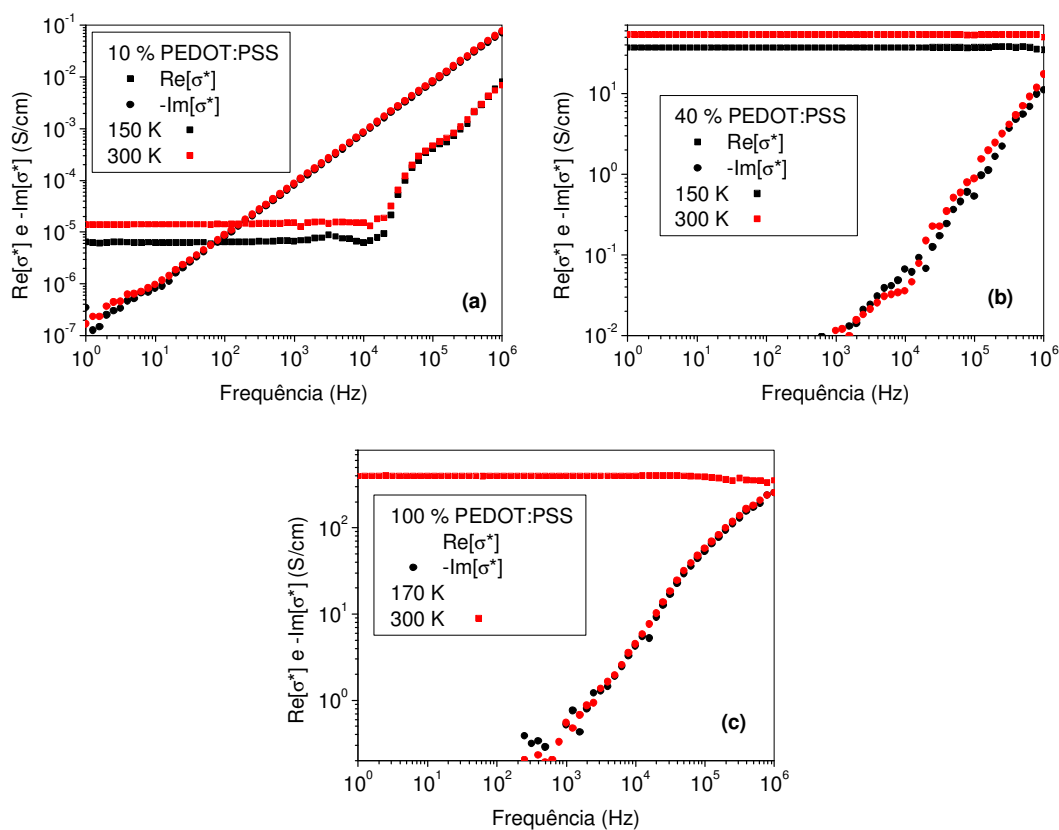 10⁻¹
10⁻²
10⁻³
10⁻⁴
10⁻⁵
10⁻⁶
10⁻⁷
Re[σ*] e -Im[σ*] (S/cm)
10 % PEDOT:PSS
Re[σ*]
-Im[σ*]
150 K
300 K
(a)
10⁰ 10¹ 10² 10³ 10⁴ 10⁵ 10⁶
Frequência (Hz)
10¹
10⁰
10⁻¹
10⁻²
Re[σ*] e -Im[σ*] (S/cm)
40 % PEDOT:PSS
Re[σ*]
-Im[σ*]
150 K
300 K
(b)
10⁰ 10¹ 10² 10³ 10⁴ 10⁵ 10⁶
Frequência (Hz)
10²
10¹
10⁰
Re[σ*] e -Im[σ*] (S/cm)
100 % PEDOT:PSS
Re[σ*]
-Im[σ*]
170 K
300 K
(c)
10⁰ 10¹ 10² 10³ 10⁴ 10⁵ 10⁶
Frequência (Hz)